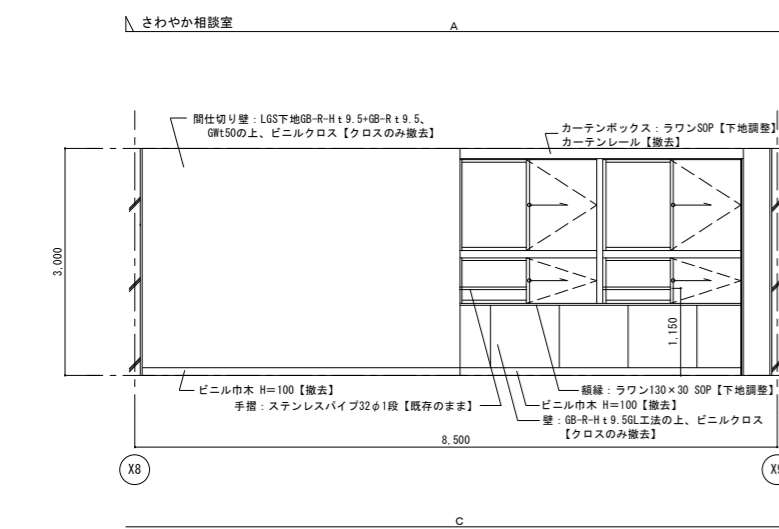 さわやか相談室
A
間仕切り壁：LGS下地GB-R-Hｔ9.5+GB-Rｔ9.5、
GWt50の上、ビニルクロス【クロスのみ撤去】
カーテンボックス：ラワンSOP【下地調整】
カーテンレール【撤去】
3,000
1,150
ビニル巾木 H=100【撤去】
手摺：ステンレスパイプ32φ1段【既存のまま】
額縁：ラワン130×30 SOP【下地調整】
ビニル巾木 H=100【撤去】
壁：GB-R-Hｔ9.5GL工法の上、ビニルクロス
【クロスのみ撤去】
8,500
X8
C